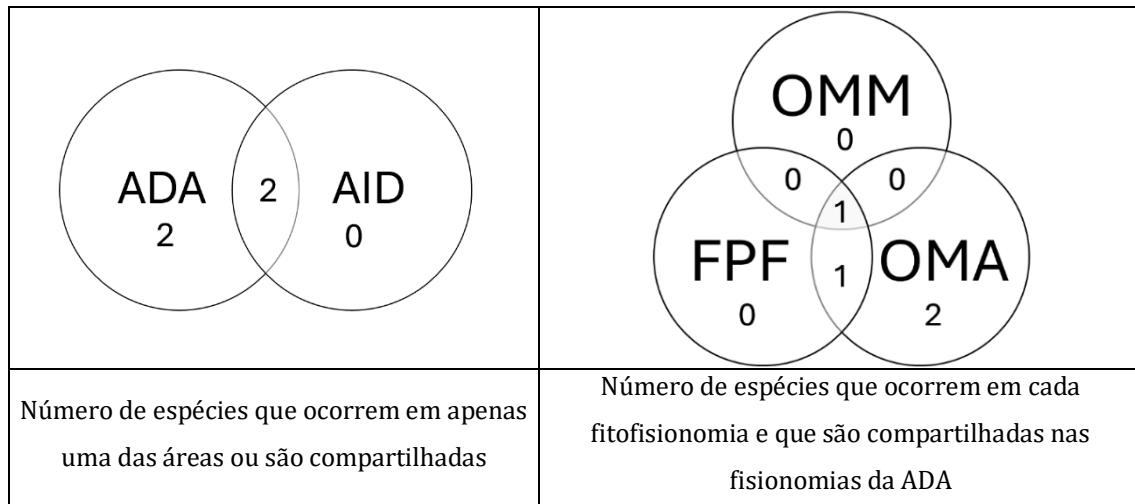 ADA
2
2
AID
0
OMM
0
0
0
1
FPF
0
1
OMA
2
Número de espécies que ocorrem em apenas
uma das áreas ou são compartilhadas
Número de espécies que ocorrem em cada
fitofisionomia e que são compartilhadas nas
fisionomias da ADA